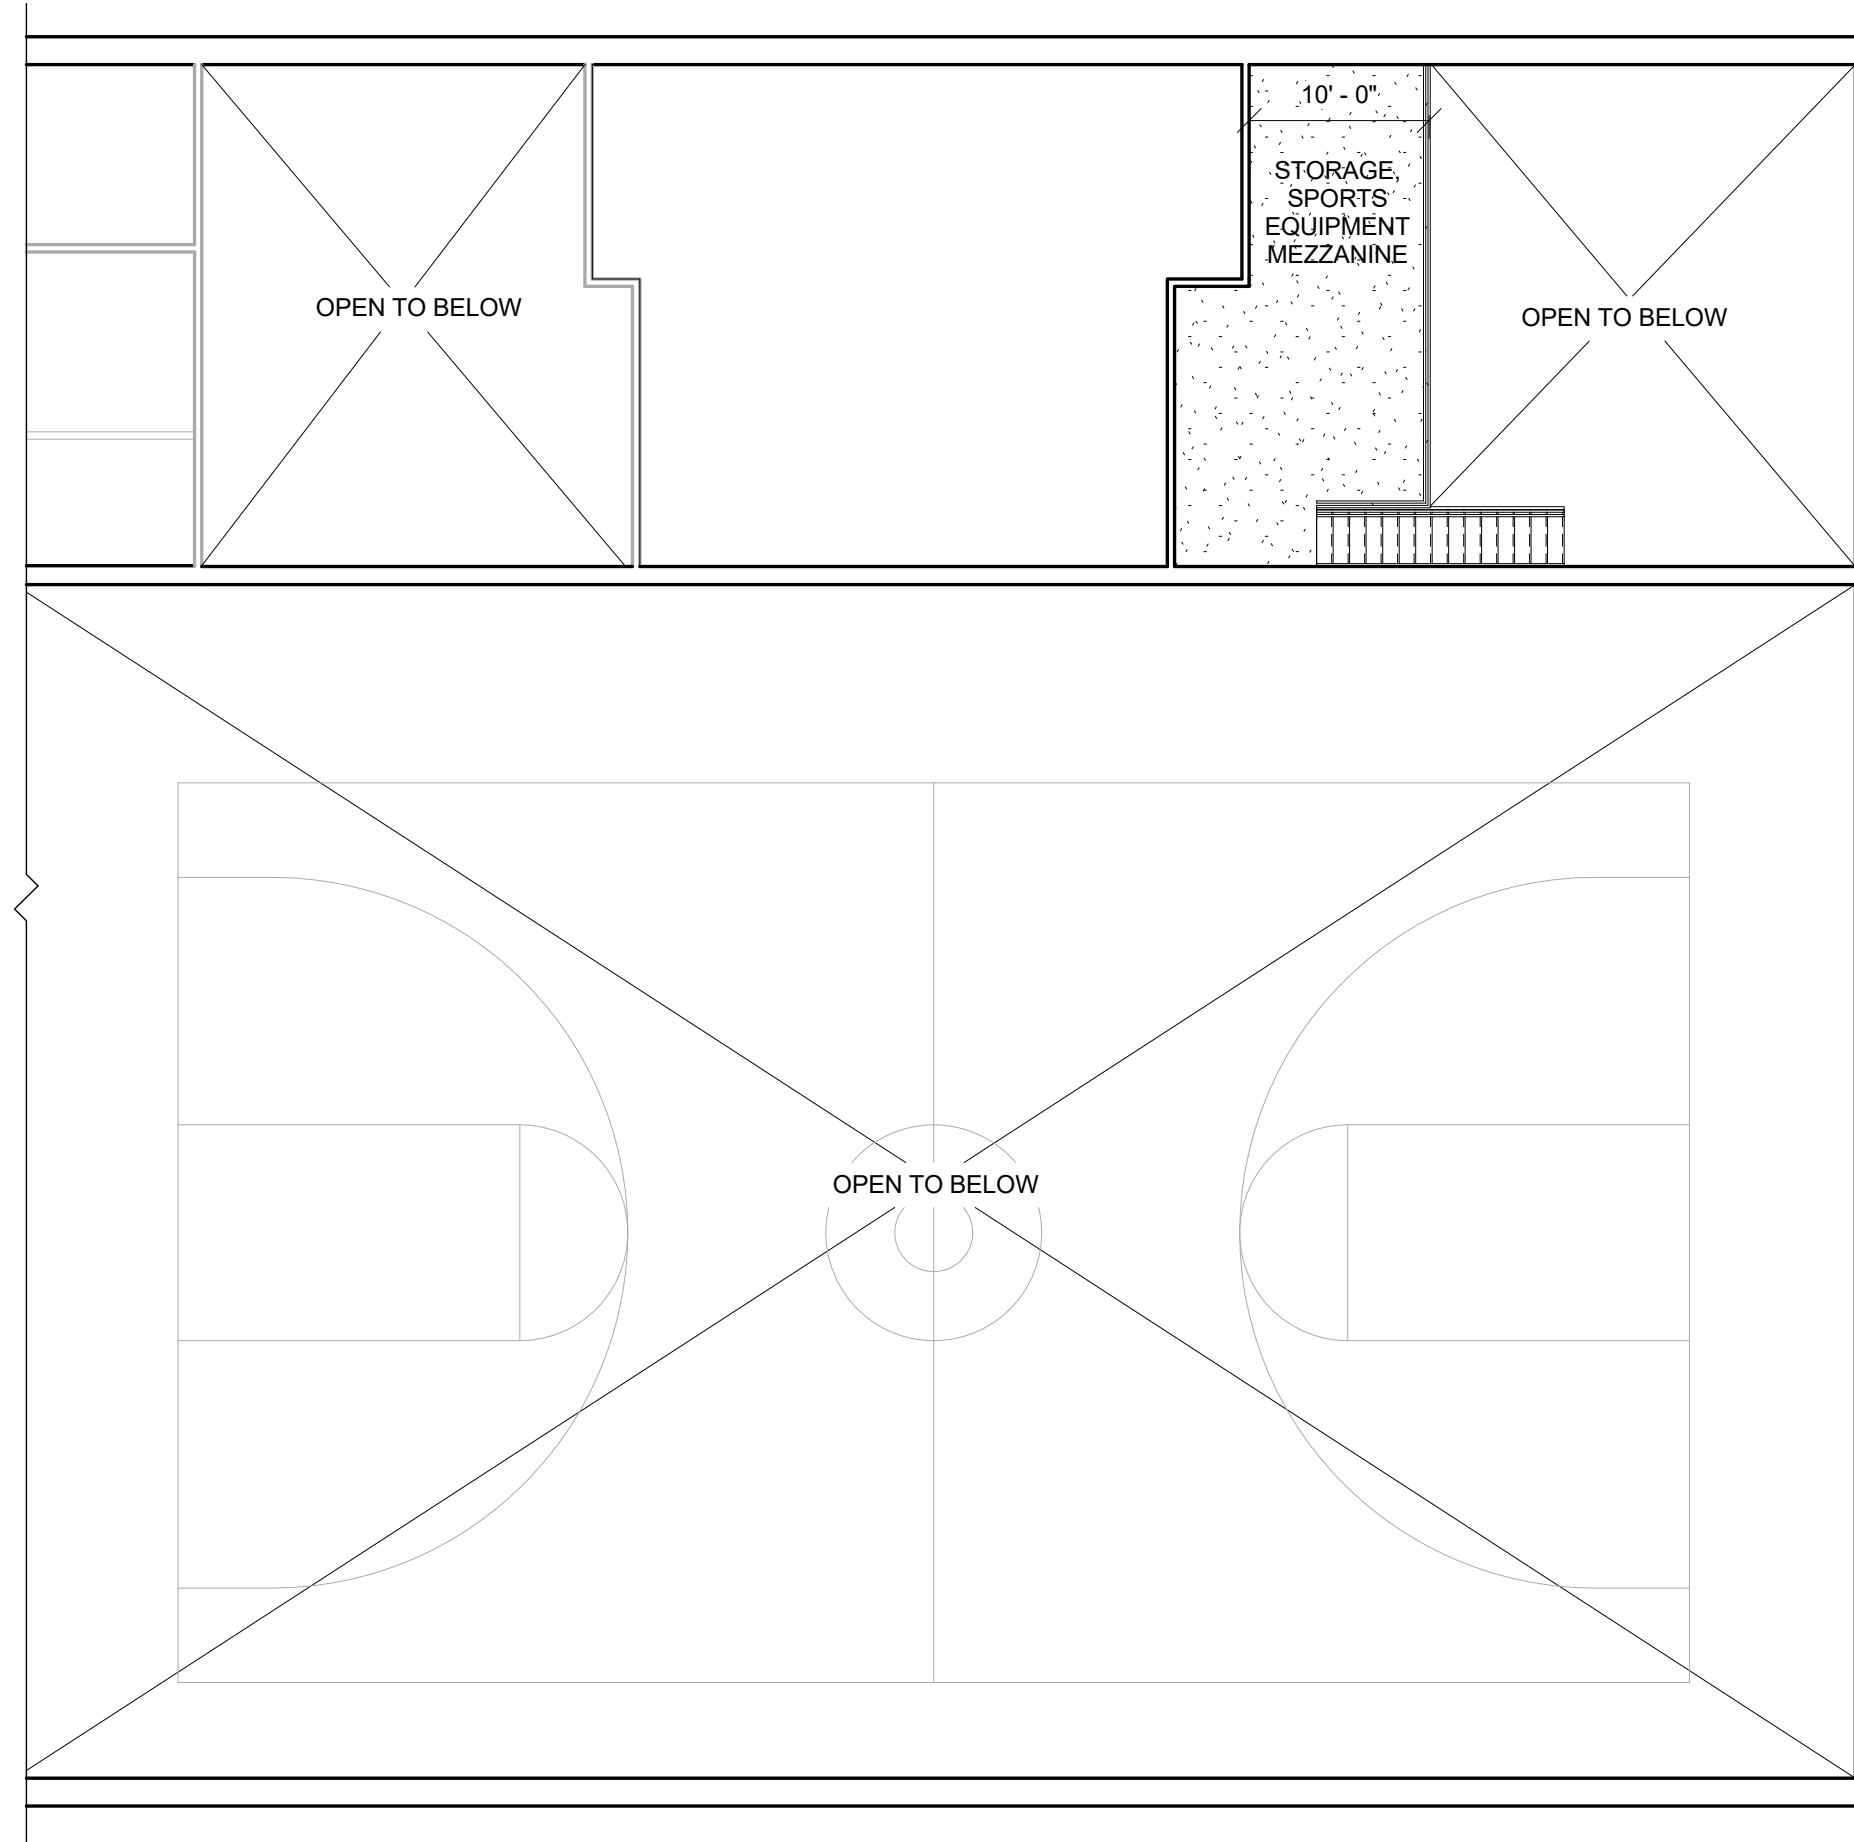 10' - 0"
STORAGE,
SPORTS
EQUIPMENT
MEZZANINE
OPEN TO BELOW
OPEN TO BELOW
OPEN TO BELOW